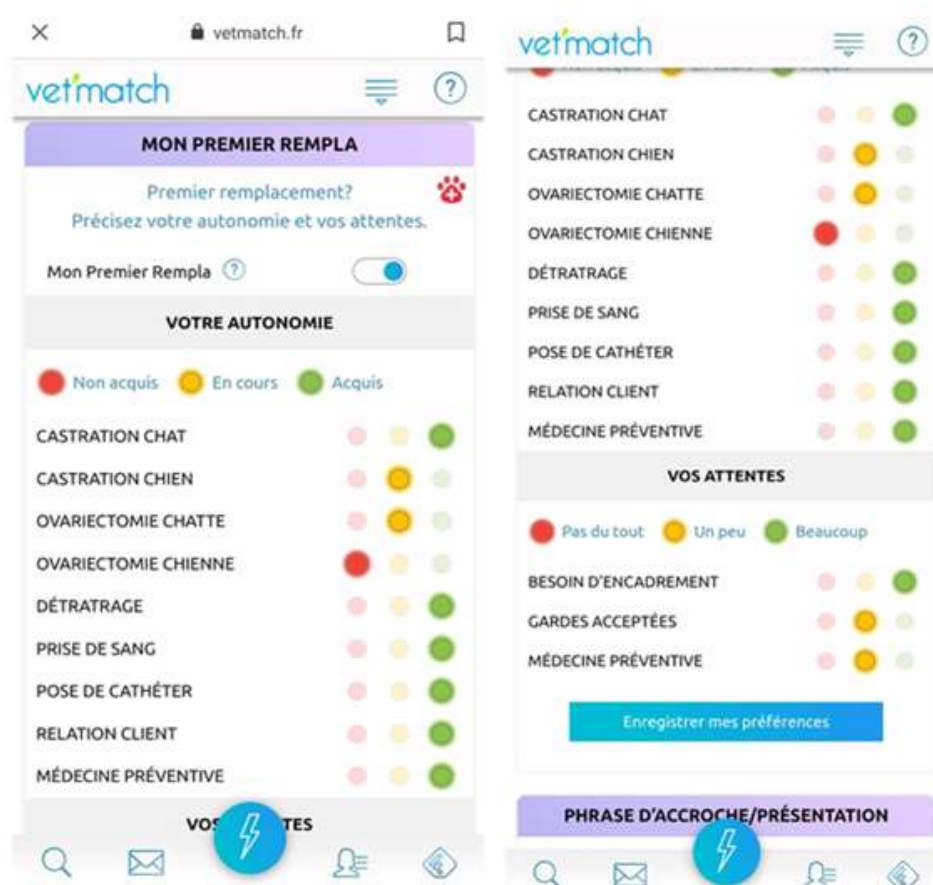 vetmatch.fr
vet'match
?
MON PREMIER REMPLA
Premier remplacement?
Précisez votre autonomie et vos attentes.
Mon Premier Rempla ?
VOTRE AUTONOMIE
Non acquis En cours Acquis
CASTRATION CHAT
CASTRATION CHIEN
OVARIECTOMIE CHATTE
OVARIECTOMIE CHIENNE
DÉTRATRAGE
PRISE DE SANG
POSE DE CATHÉTER
RELATION CLIENT
MÉDECINE PRÉVENTIVE
vet'match
?
CASTRATION CHAT
CASTRATION CHIEN
OVARIECTOMIE CHATTE
OVARIECTOMIE CHIENNE
DÉTRATRAGE
PRISE DE SANG
POSE DE CATHÉTER
RELATION CLIENT
MÉDECINE PRÉVENTIVE
VOS ATTENTES
Pas du tout Un peu Beaucoup
BESOIN D'ENCADREMENT
GARDES ACCEPTÉES
MÉDECINE PRÉVENTIVE
Enregistrer mes préférences
PHRASE D'ACCROCHE/PRÉSENTATION